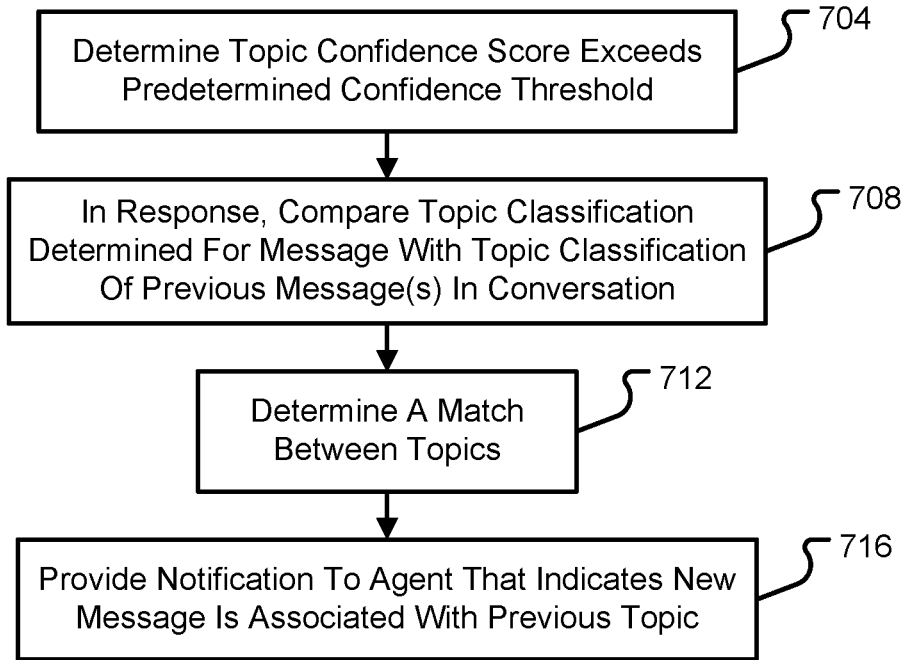 704
Determine Topic Confidence Score Exceeds
Predetermined Confidence Threshold
708
In Response, Compare Topic Classification
Determined For Message With Topic Classification
Of Previous Message(s) In Conversation
712
Determine A Match
Between Topics
716
Provide Notification To Agent That Indicates New
Message Is Associated With Previous Topic